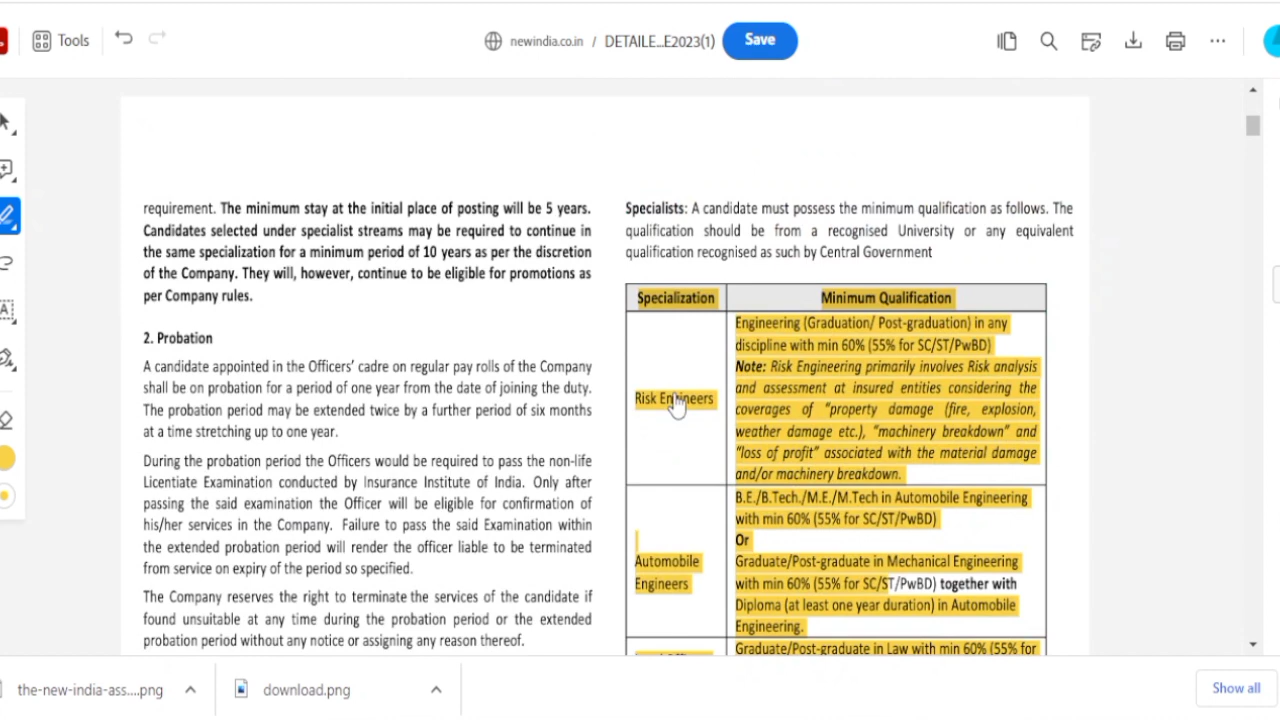 Tools
newindia.co.in / DETAILE...E2023(1)
Save
requirement. The minimum stay at the initial place of posting will be 5 years.
Candidates selected under specialist streams may be required to continue in
the same specialization for a minimum period of 10 years as per the discretion
of the Company. They will, however, continue to be eligible for promotions as
per Company rules.
2. Probation
A candidate appointed in the Officers' cadre on regular pay rolls of the Company
shall be on probation for a period of one year from the date of joining the duty.
The probation period may be extended twice by a further period of six months
at a time stretching up to one year.
During the probation period the Officers would be required to pass the non-life
Licentiate Examination conducted by Insurance Institute of India. Only after
passing the said examination the Officer will be eligible for confirmation of
his/her services in the Company. Failure to pass the said Examination within
the extended probation period will render the officer liable to be terminated
from service on expiry of the period so specified.
The Company reserves the right to terminate the services of the candidate if
found unsuitable at any time during the probation period or the extended
probation period without any notice or assigning any reason thereof.
Specialists: A candidate must possess the minimum qualification as follows. The
qualification should be from a recognised University or any equivalent
qualification recognised as such by Central Government
Specialization
Minimum Qualification
Risk Engineers
Engineering (Graduation/ Post-graduation) in any
discipline with min 60% (55% for SC/ST/PwBD)
Note: Risk Engineering primarily involves Risk analysis
and assessment at insured entities considering the
coverages of "property damage (fire, explosion,
weather damage etc.), "machinery breakdown" and
"loss of profit" associated with the material damage
and/or machinery breakdown.
Automobile
Engineers
B.E./B.Tech./M.E./M.Tech in Automobile Engineering
with min 60% (55% for SC/ST/PwBD)
Or
Graduate/Post-graduate in Mechanical Engineering
with min 60% (55% for SC/ST/PwBD) together with
Diploma (at least one year duration) in Automobile
Engineering.
Graduate/Post-graduate in Law with min 60% (55% for
the-new-india-ass....png
download.png
Show all